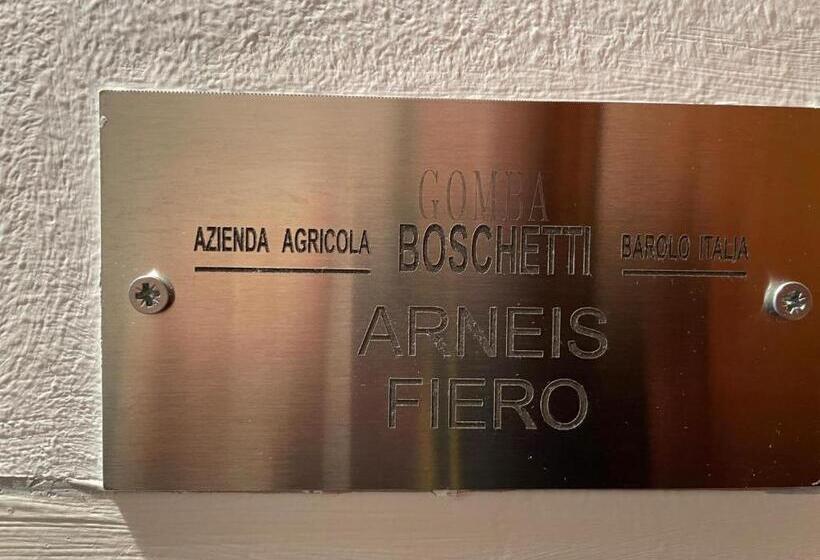 GOMBA
AZIENDA AGRICOLA BOSCHETTI BAROLO ITALIA
ARNEIS
FIERO